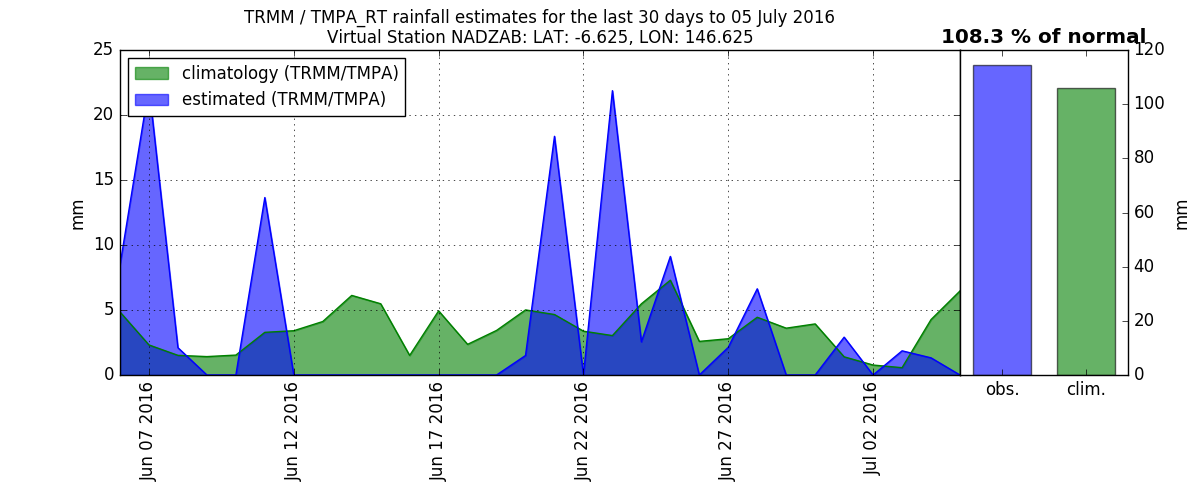 TRMM / TMPA_RT rainfall estimates for the last 30 days to 05 July 2016
Virtual Station NADZAB: LAT: -6.625, LON: 146.625
108.3 % of normal
climatology (TRMM/TMPA)
estimated (TRMM/TMPA)
25
20
15
10
5
0
mm
Jun 07 2016
Jun 12 2016
Jun 17 2016
Jun 22 2016
Jun 27 2016
Jul 02 2016
120
100
80
60
40
20
0
mm
obs.
clim.